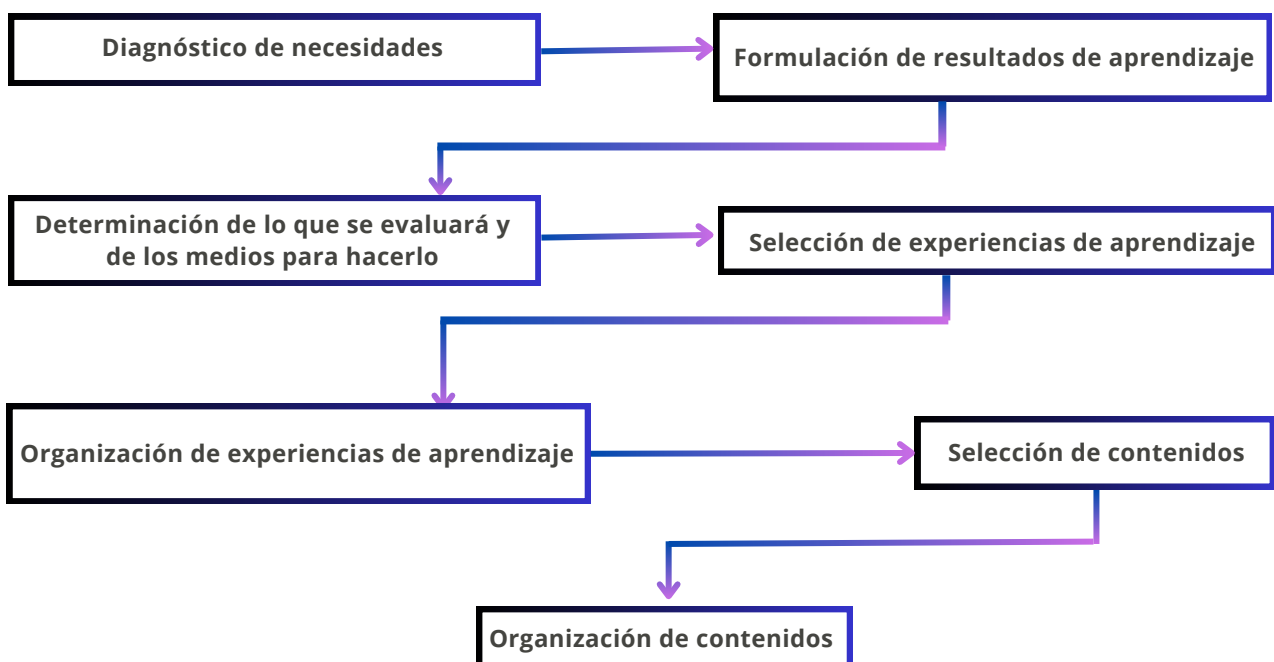 Diagnóstico de necesidades
Formulación de resultados de aprendizaje
Determinación de lo que se evaluará y
de los medios para hacerlo
Selección de experiencias de aprendizaje
Organización de experiencias de aprendizaje
Selección de contenidos
Organización de contenidos